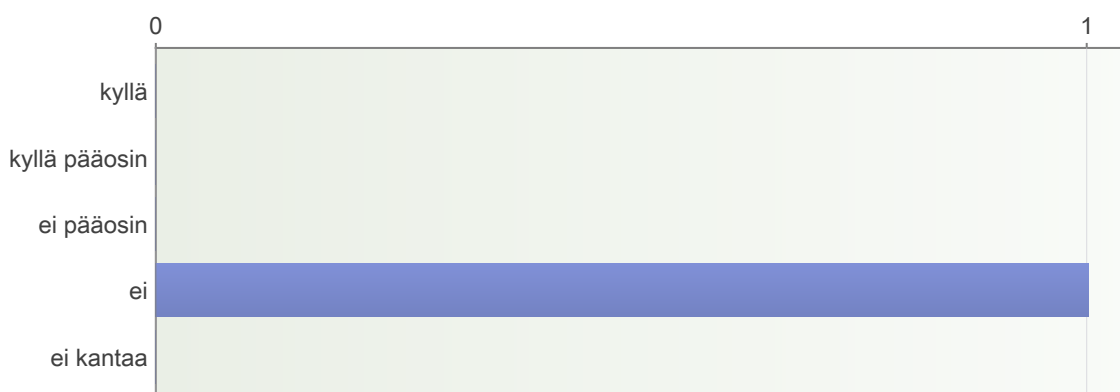 0 1
kyllä
kyllä pääosin
ei pääosin
ei
ei kantaa